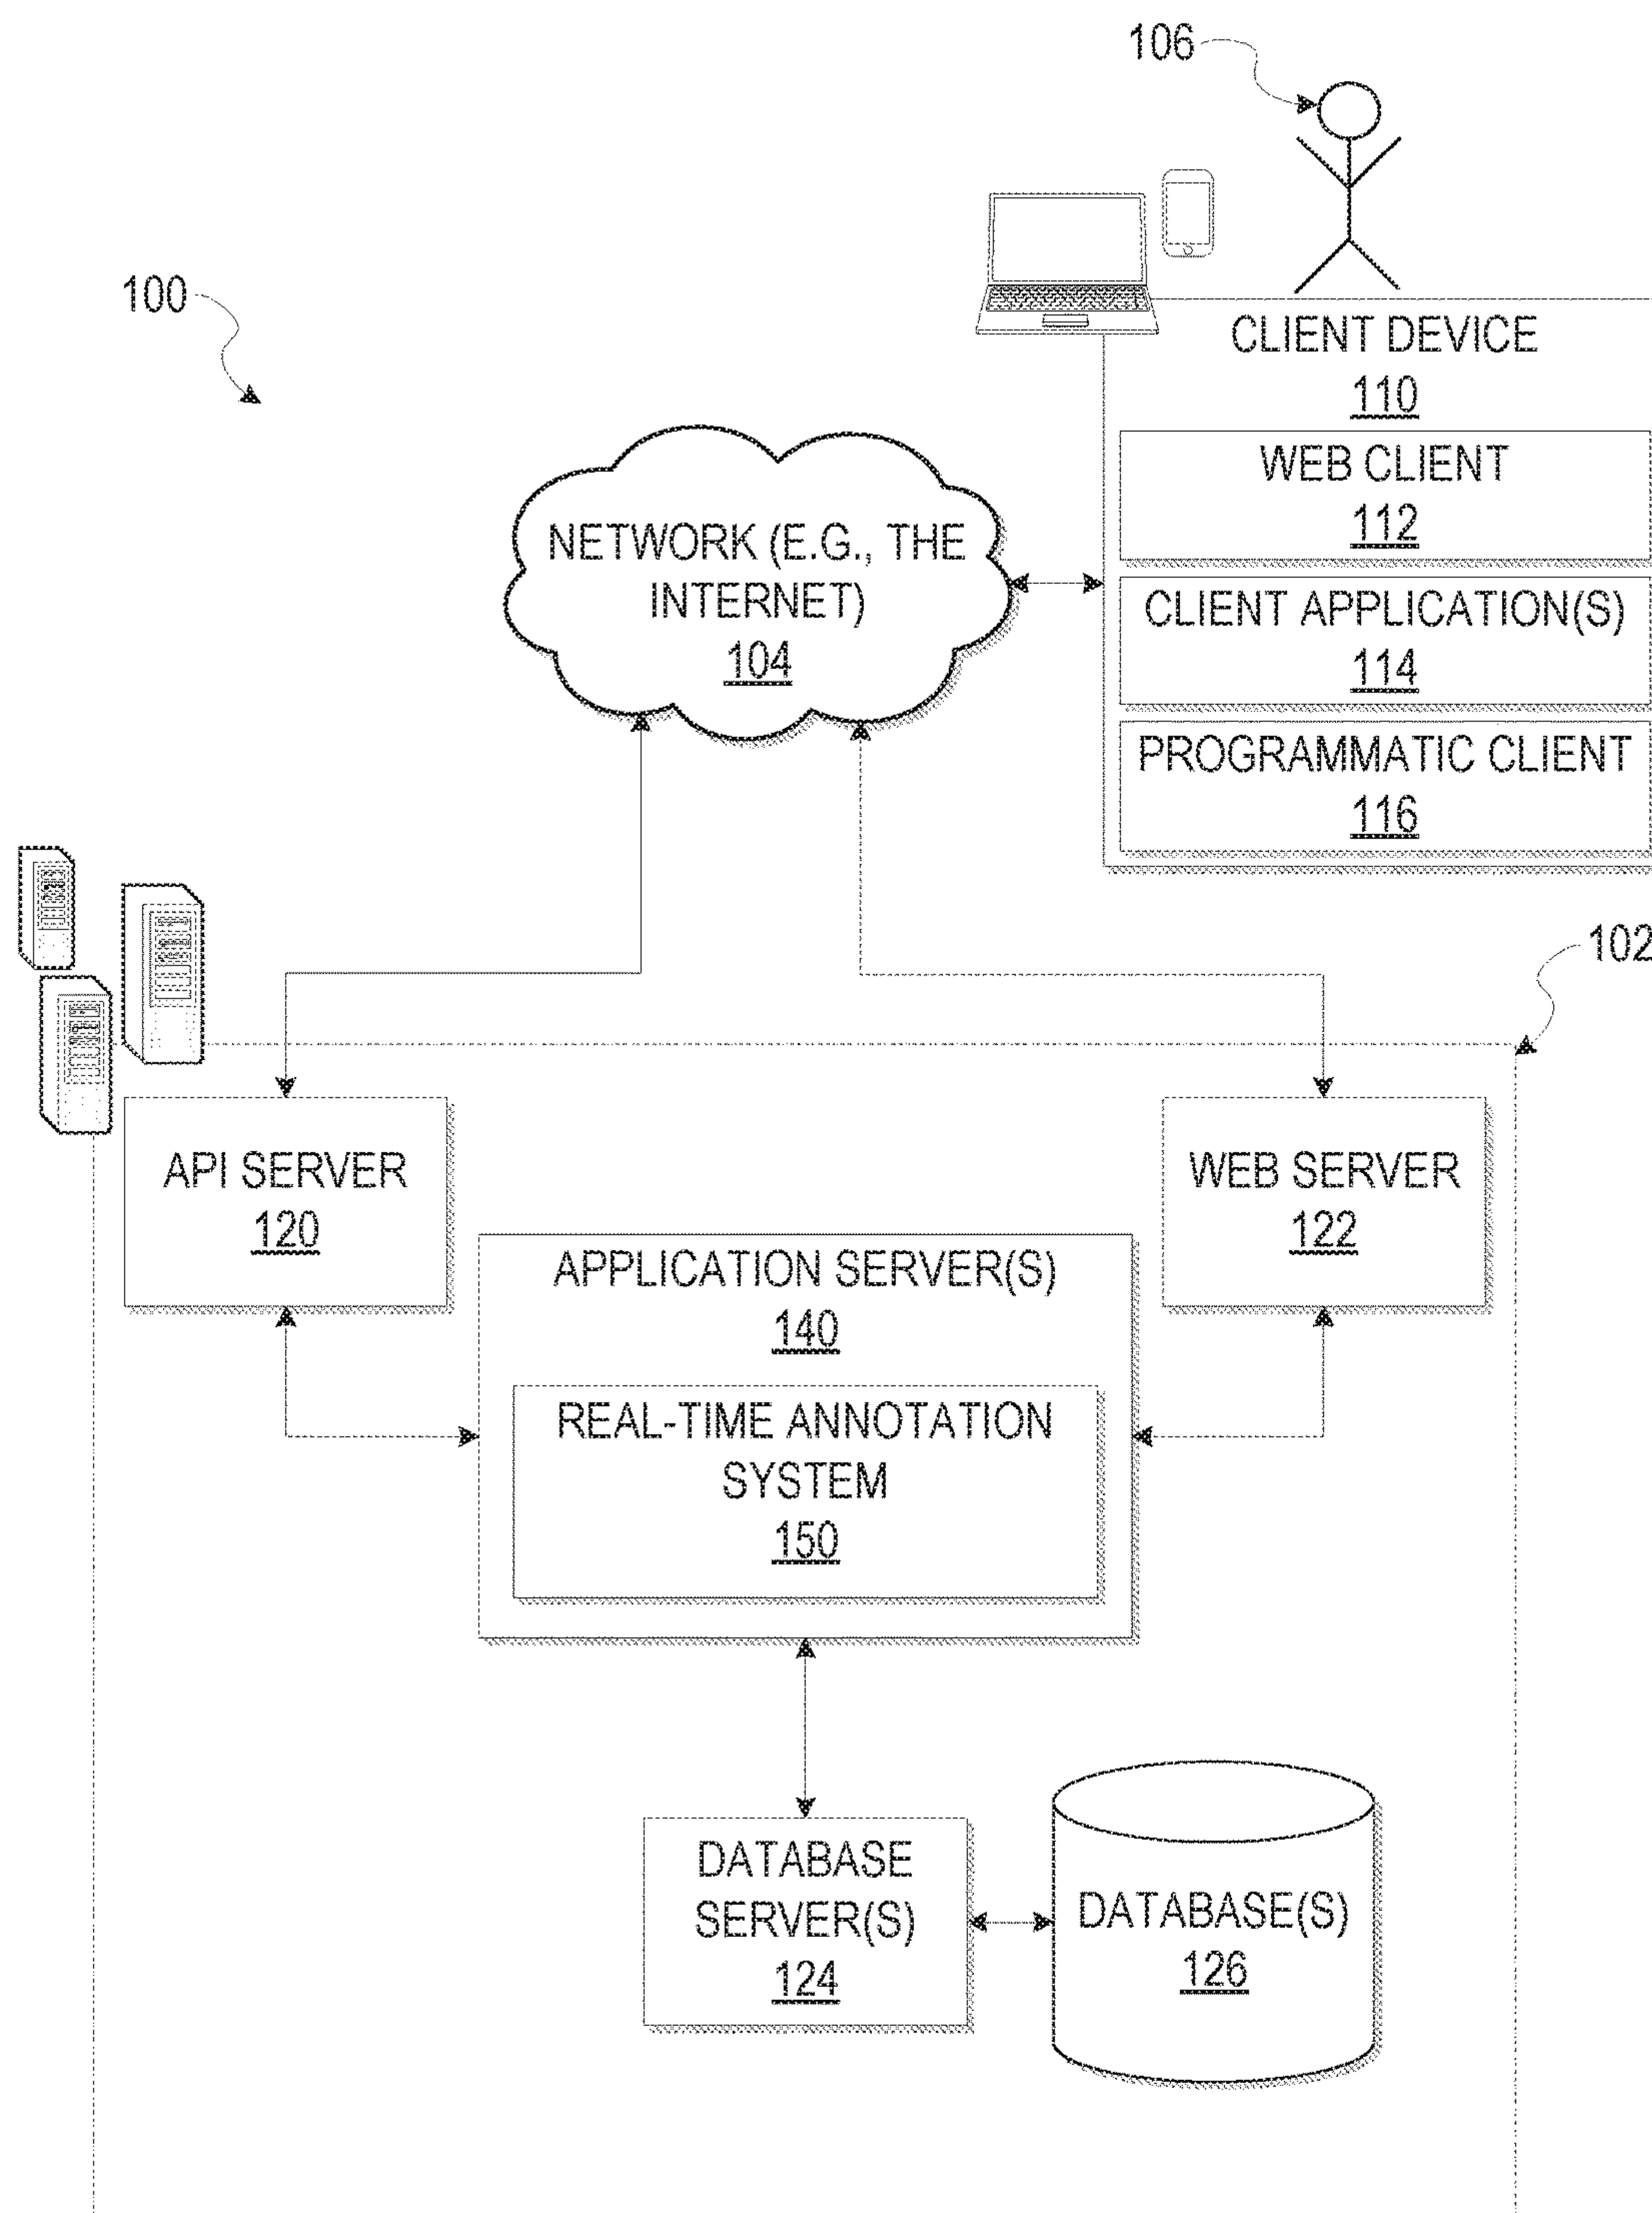 106
100
CLIENT DEVICE
110
WEB CLIENT
112
NETWORK (E.G., THE
INTERNET)
104
CLIENT APPLICATION(S)
114
PROGRAMMATIC CLIENT
116
102
API SERVER
120
WEB SERVER
122
APPLICATION SERVER(S)
140
REAL-TIME ANNOTATION
SYSTEM
150
DATABASE
SERVER(S)
124
DATABASE(S)
126